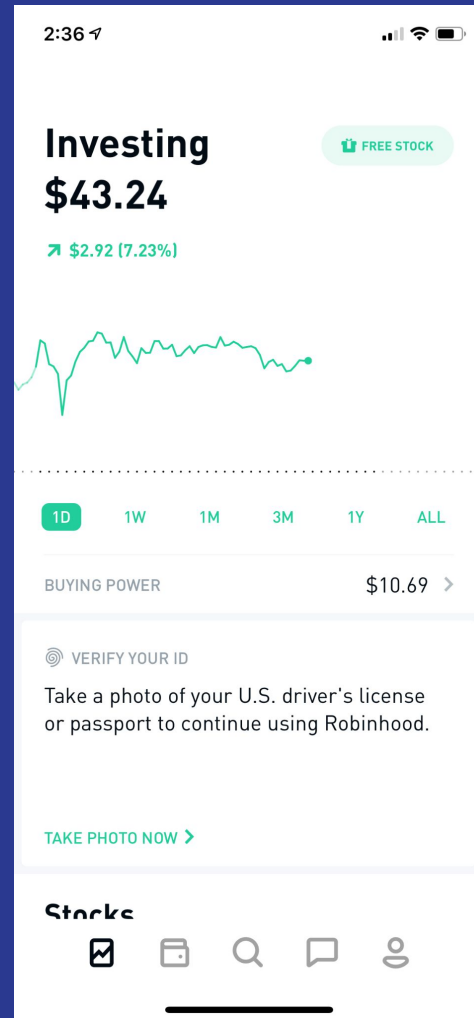 2:36
Investing
$43.24
FREE STOCK
$2.92 (7.23%)
1D 1W 1M 3M 1Y ALL
BUYING POWER $10.69
VERIFY YOUR ID
Take a photo of your U.S. driver's license
or passport to continue using Robinhood.
TAKE PHOTO NOW
Stocks